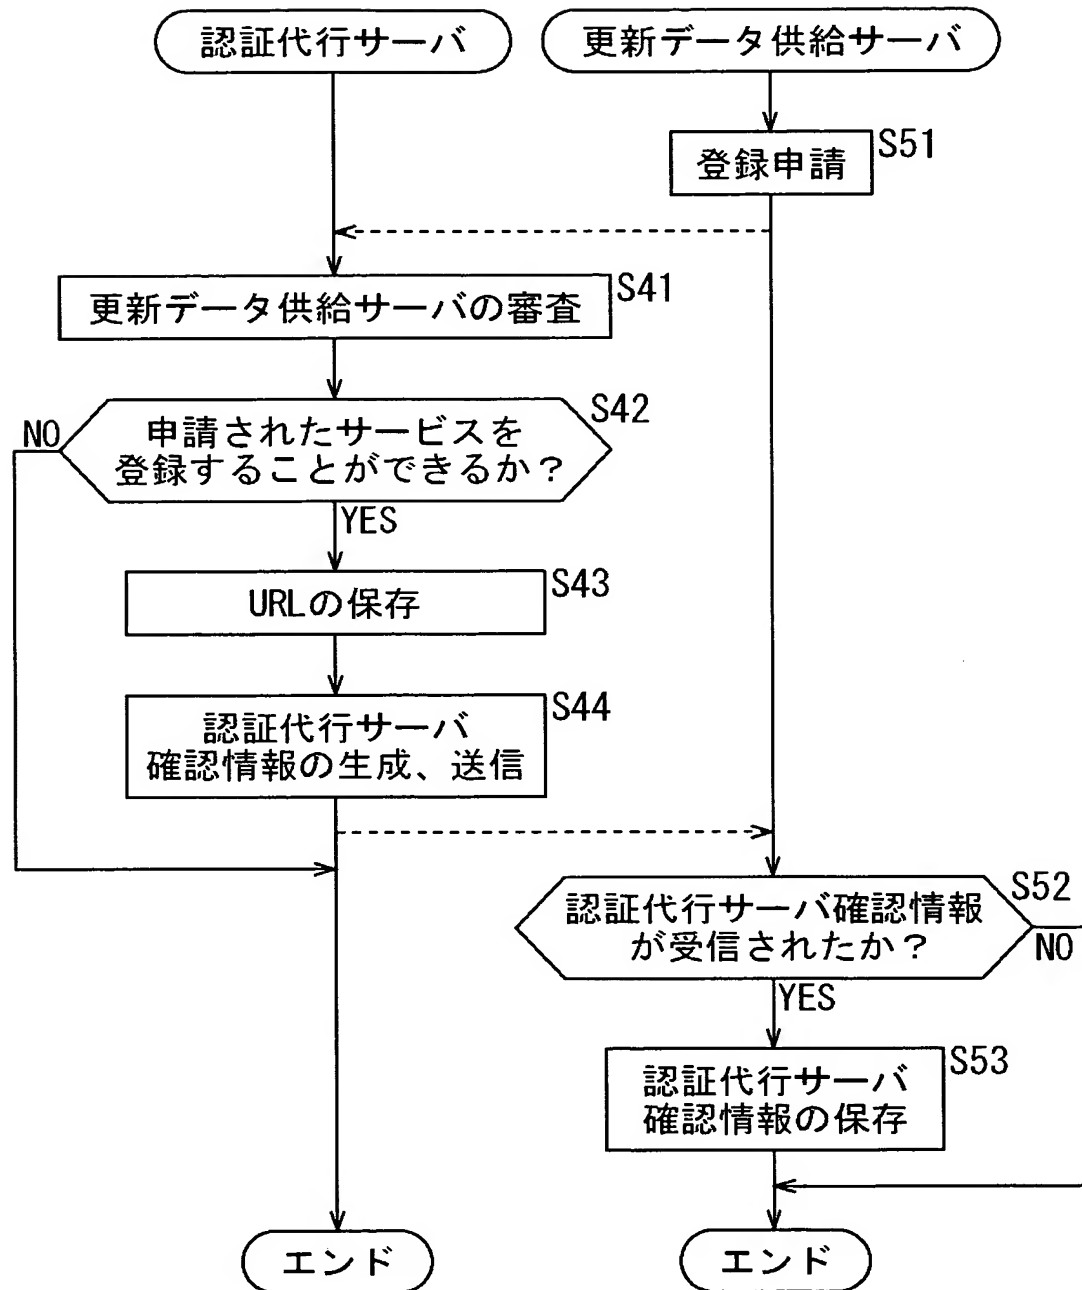 認証代行サーバ
更新データ供給サーバ
登録申請
S51
更新データ供給サーバの審査
S41
申請されたサービスを
登録することができるか？
S42
NO
YES
URLの保存
S43
認証代行サーバ
確認情報の生成、送信
S44
認証代行サーバ確認情報
が受信されたか？
S52
NO
YES
認証代行サーバ
確認情報の保存
S53
エンド
エンド